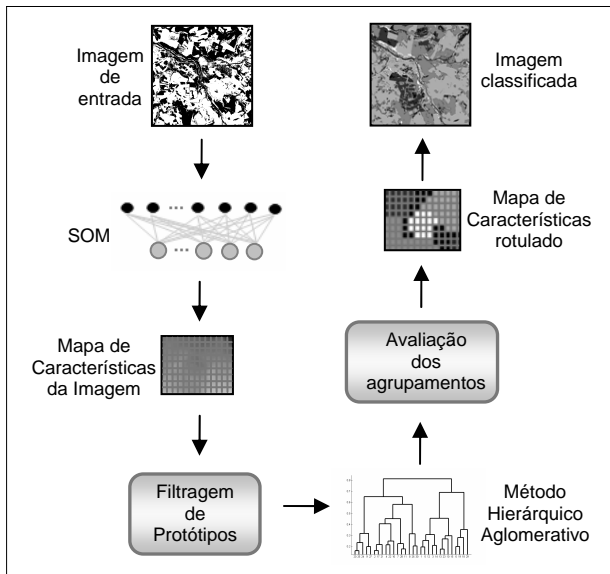 Imagem
de
entrada
SOM
Mapa de
Características
da Imagem
Filtragem
de
Protótipos
Método
Hierárquico
Aglomerativo
Avaliação
dos
agrupamentos
Mapa de
Características
rotulado
Imagem
classificada